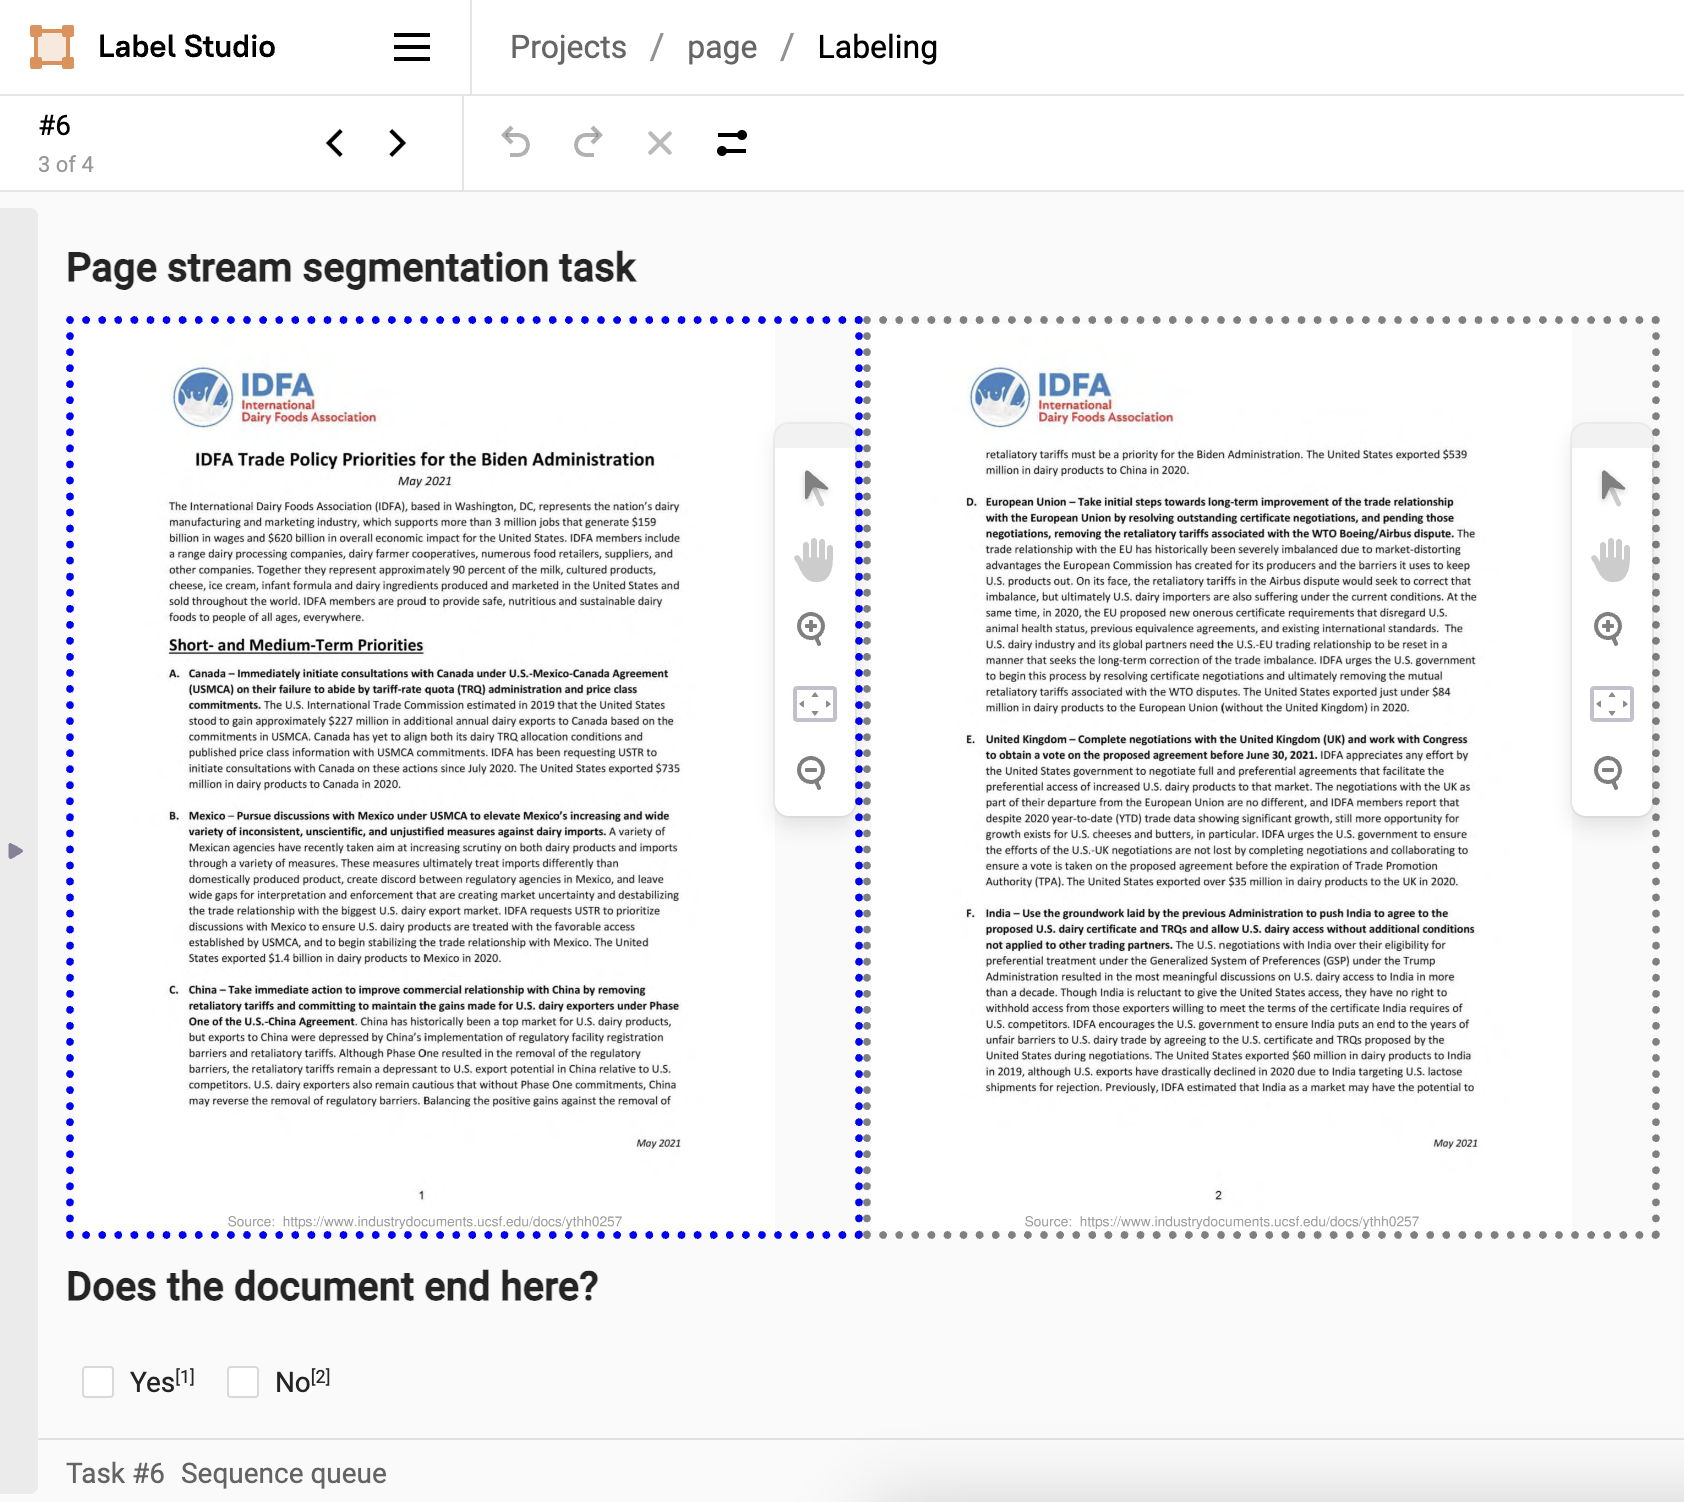 Label Studio
Projects / page / Labeling
#6
3 of 4
Page stream segmentation task
IDFA
International
Dairy Foods Association
IDFA Trade Policy Priorities for the Biden Administration
May 2021
The International Dairy Foods Association (IDFA), based in Washington, DC, represents the nation's dairy
manufacturing and marketing industry, which supports more than 3 million jobs that generate $159
billion in wages and $620 billion in overall economic impact for the United States. IDFA members include
a range dairy processing companies, dairy farmer cooperatives, numerous food retailers, suppliers, and
other companies. Together they represent approximately 90 percent of the milk, cultured products,
cheese, ice cream, infant formula and dairy ingredients produced and marketed in the United States and
sold throughout the world. IDFA members are proud to provide safe, nutritious and sustainable dairy
foods to people of all ages, everywhere.
Short- and Medium-Term Priorities
A. Canada – Immediately initiate consultations with Canada under U.S.-Mexico-Canada Agreement
(USMCA) on their failure to abide by tariff-rate quota (TRQ) administration and price class
commitments. The U.S. International Trade Commission estimated in 2019 that the United States
stood to gain approximately $227 million in additional annual dairy exports to Canada based on the
commitments in USMCA. Canada has yet to align both its dairy TRQ allocation conditions and
published price class information with USMCA commitments. IDFA has been requesting USTR to
initiate consultations with Canada on these actions since July 2020. The United States exported $735
million in dairy products to Canada in 2020.
B. Mexico – Pursue discussions with Mexico under USMCA to elevate Mexico's increasing and wide
variety of inconsistent, unscientific, and unjustified measures against dairy imports. A variety of
Mexican agencies have recently taken aim at increasing scrutiny on both dairy products and imports
through a variety of measures. These measures ultimately treat imports differently than
domestically produced product, create discord between regulatory agencies in Mexico, and leave
wide gaps for interpretation and enforcement that are creating market uncertainty and destabilizing
the trade relationship with the biggest U.S. dairy export market. IDFA requests USTR to prioritize
discussions with Mexico to ensure U.S. dairy products are treated with the favorable access
established by USMCA, and to begin stabilizing the trade relationship with Mexico. The United
States exported $1.4 billion in dairy products to Mexico in 2020.
C. China – Take immediate action to improve commercial relationship with China by removing
retaliatory tariffs and committing to maintain the gains made for U.S. dairy exporters under Phase
One of the U.S.-China Agreement. China has historically been a top market for U.S. dairy products,
but exports to China were depressed by China's implementation of regulatory facility registration
barriers and retaliatory tariffs. Although Phase One resulted in the removal of the regulatory
barriers, the retaliatory tariffs remain a depressant to U.S. export potential in China relative to U.S.
competitors. U.S. dairy exporters also remain cautious that without Phase One commitments, China
may reverse the removal of regulatory barriers. Balancing the positive gains against the removal of
May 2021
1
Source: https://www.industrydocuments.ucsf.edu/docs/ythh0257
IDFA
International
Dairy Foods Association
retaliatory tariffs must be a priority for the Biden Administration. The United States exported $539
million in dairy products to China in 2020.
D. European Union – Take initial steps towards long-term improvement of the trade relationship
with the European Union by resolving outstanding certificate negotiations, and pending those
negotiations, removing the retaliatory tariffs associated with the WTO Boeing/Airbus dispute. The
trade relationship with the EU has historically been severely imbalanced due to market-distorting
advantages the European Commission has created for its producers and the barriers it uses to keep
U.S. products out. On its face, the retaliatory tariffs in the Airbus dispute would seek to correct that
imbalance, but ultimately U.S. dairy importers are also suffering under the current conditions. At the
same time, in 2020, the EU proposed new onerous certificate requirements that disregard U.S.
animal health status, previous equivalence agreements, and existing international standards. The
U.S. dairy industry and its global partners need the U.S.-EU trading relationship to be reset in a
manner that seeks the long-term correction of the trade imbalance. IDFA urges the U.S. government
to begin this process by resolving certificate negotiations and ultimately removing the mutual
retaliatory tariffs associated with the WTO disputes. The United States exported just under $84
million in dairy products to the European Union (without the United Kingdom) in 2020.
E. United Kingdom – Complete negotiations with the United Kingdom (UK) and work with Congress
to obtain a vote on the proposed agreement before June 30, 2021. IDFA appreciates any effort by
the United States government to negotiate full and preferential agreements that facilitate the
preferential access of increased U.S. dairy products to that market. The negotiations with the UK as
part of their departure from the European Union are no different, and IDFA members report that
despite 2020 year-to-date (YTD) trade data showing significant growth, still more opportunity for
growth exists for U.S. cheeses and butters, in particular. IDFA urges the U.S. government to ensure
the efforts of the U.S.-UK negotiations are not lost by completing negotiations and collaborating to
ensure a vote is taken on the proposed agreement before the expiration of Trade Promotion
Authority (TPA). The United States exported over $35 million in dairy products to the UK in 2020.
F. India – Use the groundwork laid by the previous Administration to push India to agree to the
proposed U.S. dairy certificate and TRQs and allow U.S. dairy access without additional conditions
not applied to other trading partners. The U.S. negotiations with India over their eligibility for
preferential treatment under the Generalized System of Preferences (GSP) under the Trump
Administration resulted in the most meaningful discussions on U.S. dairy access to India in more
than a decade. Though India is reluctant to give the United States access, they have no right to
withhold access from those exporters willing to meet the terms of the certificate India requires of
U.S. competitors. IDFA encourages the U.S. government to ensure India puts an end to the years of
unfair barriers to U.S. dairy trade by agreeing to the U.S. certificate and TRQs proposed by the
United States during negotiations. The United States exported $60 million in dairy products to India
in 2019, although U.S. exports have drastically declined in 2020 due to India targeting U.S. lactose
shipments for rejection. Previously, IDFA estimated that India as a market may have the potential to
May 2021
2
Source: https://www.industrydocuments.ucsf.edu/docs/ythh0257
Does the document end here?
Yes[1] No[2]
Task #6 Sequence queue